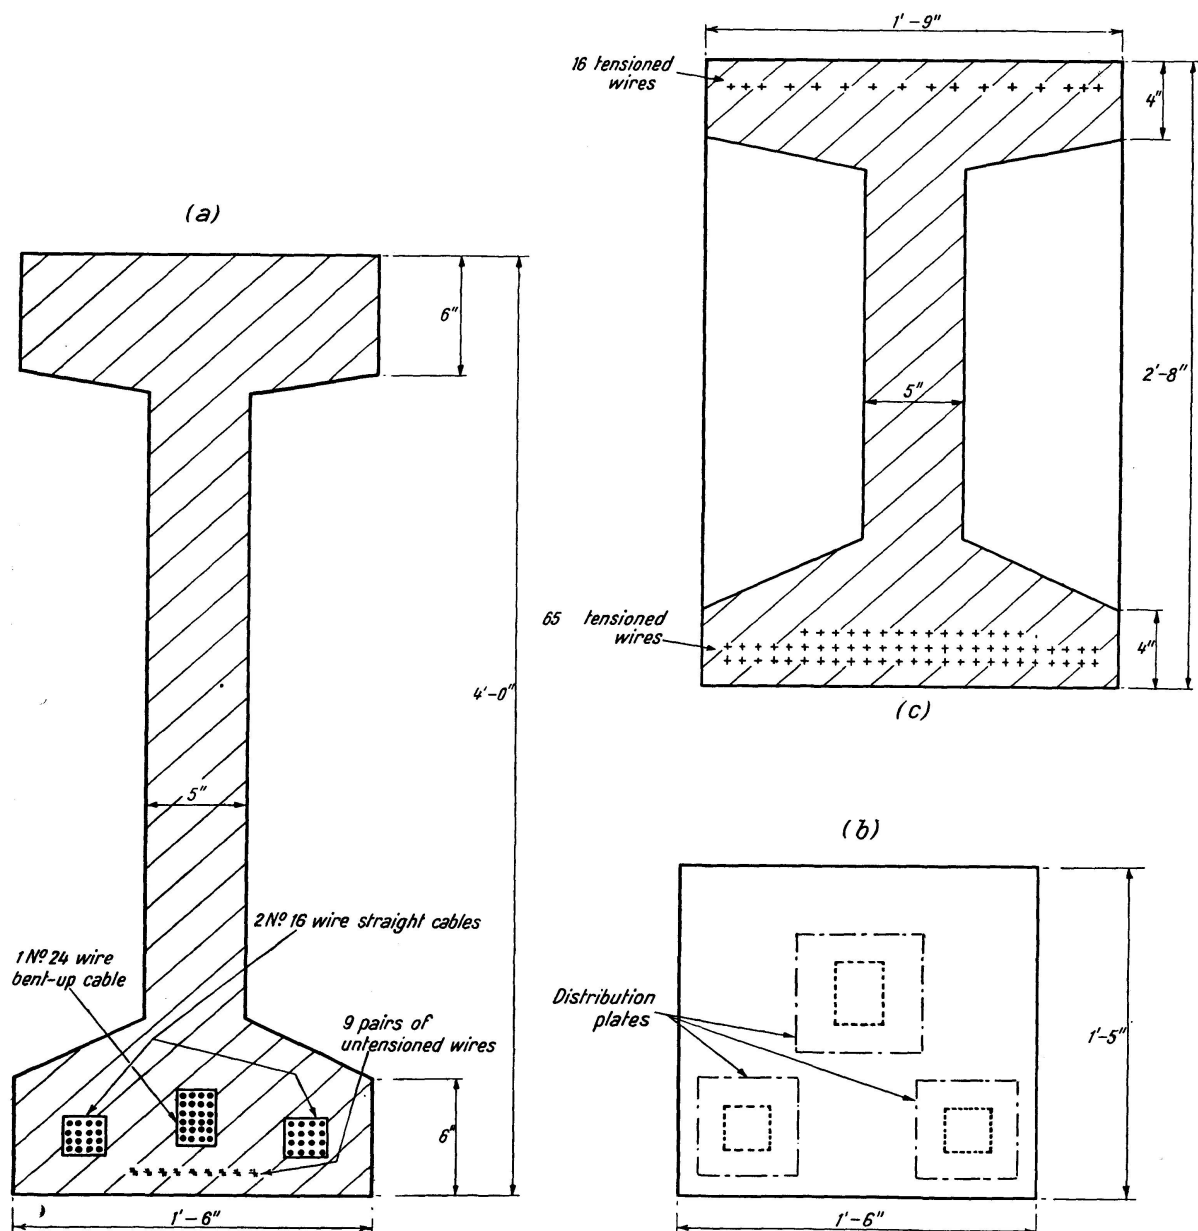 (a)
6"
4'-0"
5"
2 Nº 16 wire straight cables
1 Nº 24 wire
bent-up cable
9 pairs of
untensioned wires
6"
1'-6"
1'-9"
16 tensioned
wires
4"
5"
2'-8"
65 tensioned
wires
4"
(c)
(b)
Distribution
plates
1'-5"
1'-6"